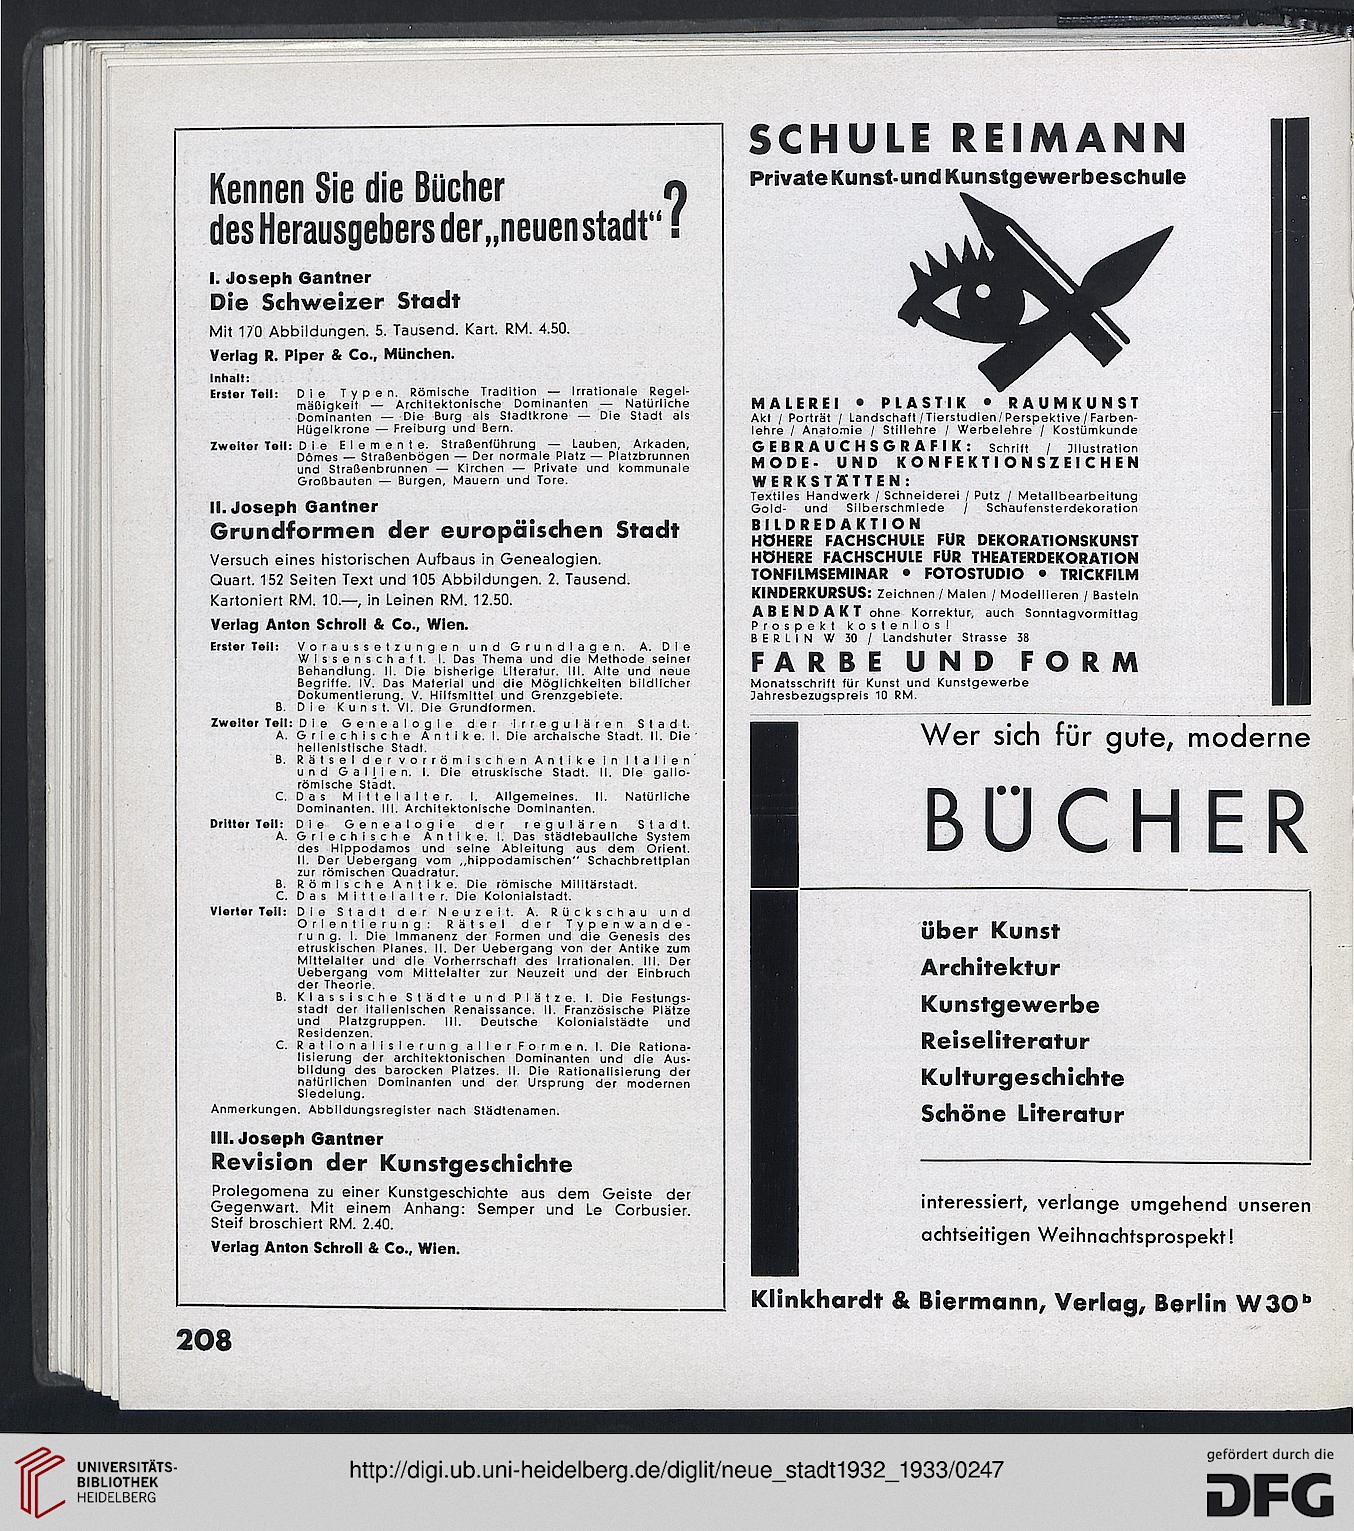 Kennen Sie die Bücher
des Herausgebers der „neuen stadt“ ?
I. Joseph Gantner
Die Schweizer Stadt
Mit 170 Abbildungen. 5. Tausend. Kart. RM. 4.50.
Verlag R. Piper & Co., München.
Inhalt:
Erster Teil: Die Typen. Römische Tradition — Irrationale Regel-
mäßigkeit — Architektonische Dominanten — Natürliche
Dominanten — Die Burg als Stadtkrone — Die Stadt als
Hügelkrone — Freiburg und Bern.
Zweiter Teil: Die Elemente. Straßenführung — Lauben, Arkaden,
Dômes — Straßenbögen — Der normale Platz — Platzbrunnen
und Straßenbrunnen — Kirchen — Private und kommunale
Großbauten — Burgen, Mauern und Tore.
II. Joseph Gantner
Grundformen der europäischen Stadt
Versuch eines historischen Aufbaus in Genealogien.
Quart. 152 Seiten Text und 105 Abbildungen. 2. Tausend.
Kartoniert RM. 10.—, in Leinen RM. 12.50.
Verlag Anton Schroll & Co., Wien.
Erster Teil: Voraussetzungen und Grundlagen. A. Die
Wissenschaft. I. Das Thema und die Methode seiner
Behandlung. II. Die bisherige Literatur. III. Alte und neue
Begriffe. IV. Das Material und die Möglichkeiten bildlicher
Dokumentierung. V. Hilfsmittel und Grenzgebiete.
B. Die Kunst. VI. Die Grundformen.
Zweiter Teil: Die Genealogie der irregulären Stadt.
A. Griechische Antike. I. Die archaische Stadt. II. Die
hellenistische Stadt.
B. Rätsel der vorrömischen Antike in Italien
und Gallien. I. Die etruskische Stadt. II. Die gallo-
römische Stadt.
C. Das Mittelalter. I. Allgemeines. II. Natürliche
Dominanten. III. Architektonische Dominanten.
Dritter Teil: Die Genealogie der regulären Stadt.
A. Griechische Antike. I. Das städtebauliche System
des Hippodamos und seine Ableitung aus dem Orient.
II. Der Uebergang vom „hippodamischen“ Schachbrettplan
zur römischen Quadratur.
B. Römische Antike. Die römische Militärstadt.
C. Das Mittelalter. Die Kolonialstadt.
Vierter Teil: Die Stadt der Neuzeit. A. Rückschau und
Orientierung: Rätsel der Typenwande-
rung. I. Die Immanenz der Formen und die Genesis des
etruskischen Planes. II. Der Uebergang von der Antike zum
Mittelalter und die Vorherrschaft des Irrationalen. III. Der
Uebergang vom Mittelalter zur Neuzeit und der Einbruch
der Theorie.
B. Klassische Städte und Plätze. I. Die Festungs-
stadt der italienischen Renaissance. II. Französische Plätze
und Platzgruppen. III. Deutsche Kolonialstädte und
Residenzen.
C. Rationalisierung aller Formen. I. Die Rationa-
lisierung der architektonischen Dominanten und die Aus-
bildung des barocken Platzes. II. Die Rationalisierung der
natürlichen Dominanten und der Ursprung der modernen
Siedelung.
Anmerkungen. Abbildungsregister nach Städtenamen.
III. Joseph Gantner
Revision der Kunstgeschichte
Prolegomena zu einer Kunstgeschichte aus dem Geiste der
Gegenwart. Mit einem Anhang: Semper und Le Corbusier.
Steif broschiert RM. 2.40.
Verlag Anton Schroll & Co., Wien.
208
SCHULE REIMANN
Private Kunst- und Kunstgewerbeschule
MALEREI • PLASTIK • RAUMKUNST
Akt / Porträt / Landschaft / Tierstudien / Perspektive / Farben-
lehre / Anatomie / Stillehre / Werbelehre / Kostümkunde
GEBRAUCHSGRAFIK: Schrift / Jllustration
MODE- UND KONFEKTIONSZEICHEN
WERKSTÄTTEN:
Textiles Handwerk / Schneiderei / Putz / Metallbearbeitung
Gold- und Silberschmiede / Schaufensterdekoration
BILDREDAKTION
HÖHERE FACHSCHULE FÜR DEKORATIONSKUNST
HÖHERE FACHSCHULE FÜR THEATERDEKORATION
TONFILMSEMINAR • FOTOSTUDIO • TRICKFILM
KINDERKURSUS: Zeichnen / Malen / Modellieren / Basteln
ABENDAKT ohne Korrektur, auch Sonntagvormittag
Prospekt kostenlos!
BERLIN W 30 / Landshuter Strasse 38
FARBE UND FORM
Monatsschrift für Kunst und Kunstgewerbe
Jahresbezugspreis 10 RM.
Wer sich für gute, moderne
BÜCHER
über Kunst
Architektur
Kunstgewerbe
Reiseliteratur
Kulturgeschichte
Schöne Literatur
interessiert, verlange umgehend unseren
achtseitigen Weihnachtsprospekt!
Klinkhardt & Biermann, Verlag, Berlin W 30 b
UNIVERSITÄTS-
BIBLIOTHEK
HEIDELBERG
http://digi.ub.uni-heidelberg.de/diglit/neue_stadt1932_1933/0247
gefördert durch die
DFG